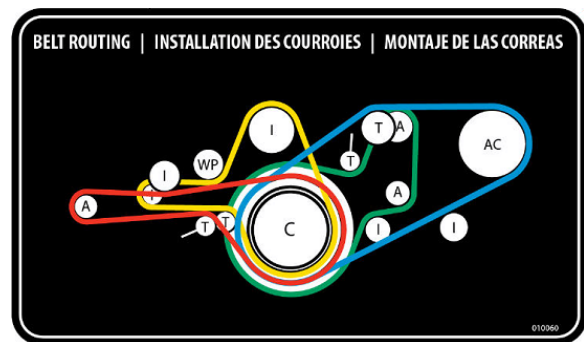 BELT ROUTING | INSTALLATION DES COURROIES | MONTAJE DE LAS CORREAS
I
T A
WP
T
AC
I
A
A
T T
C
I
I
010060